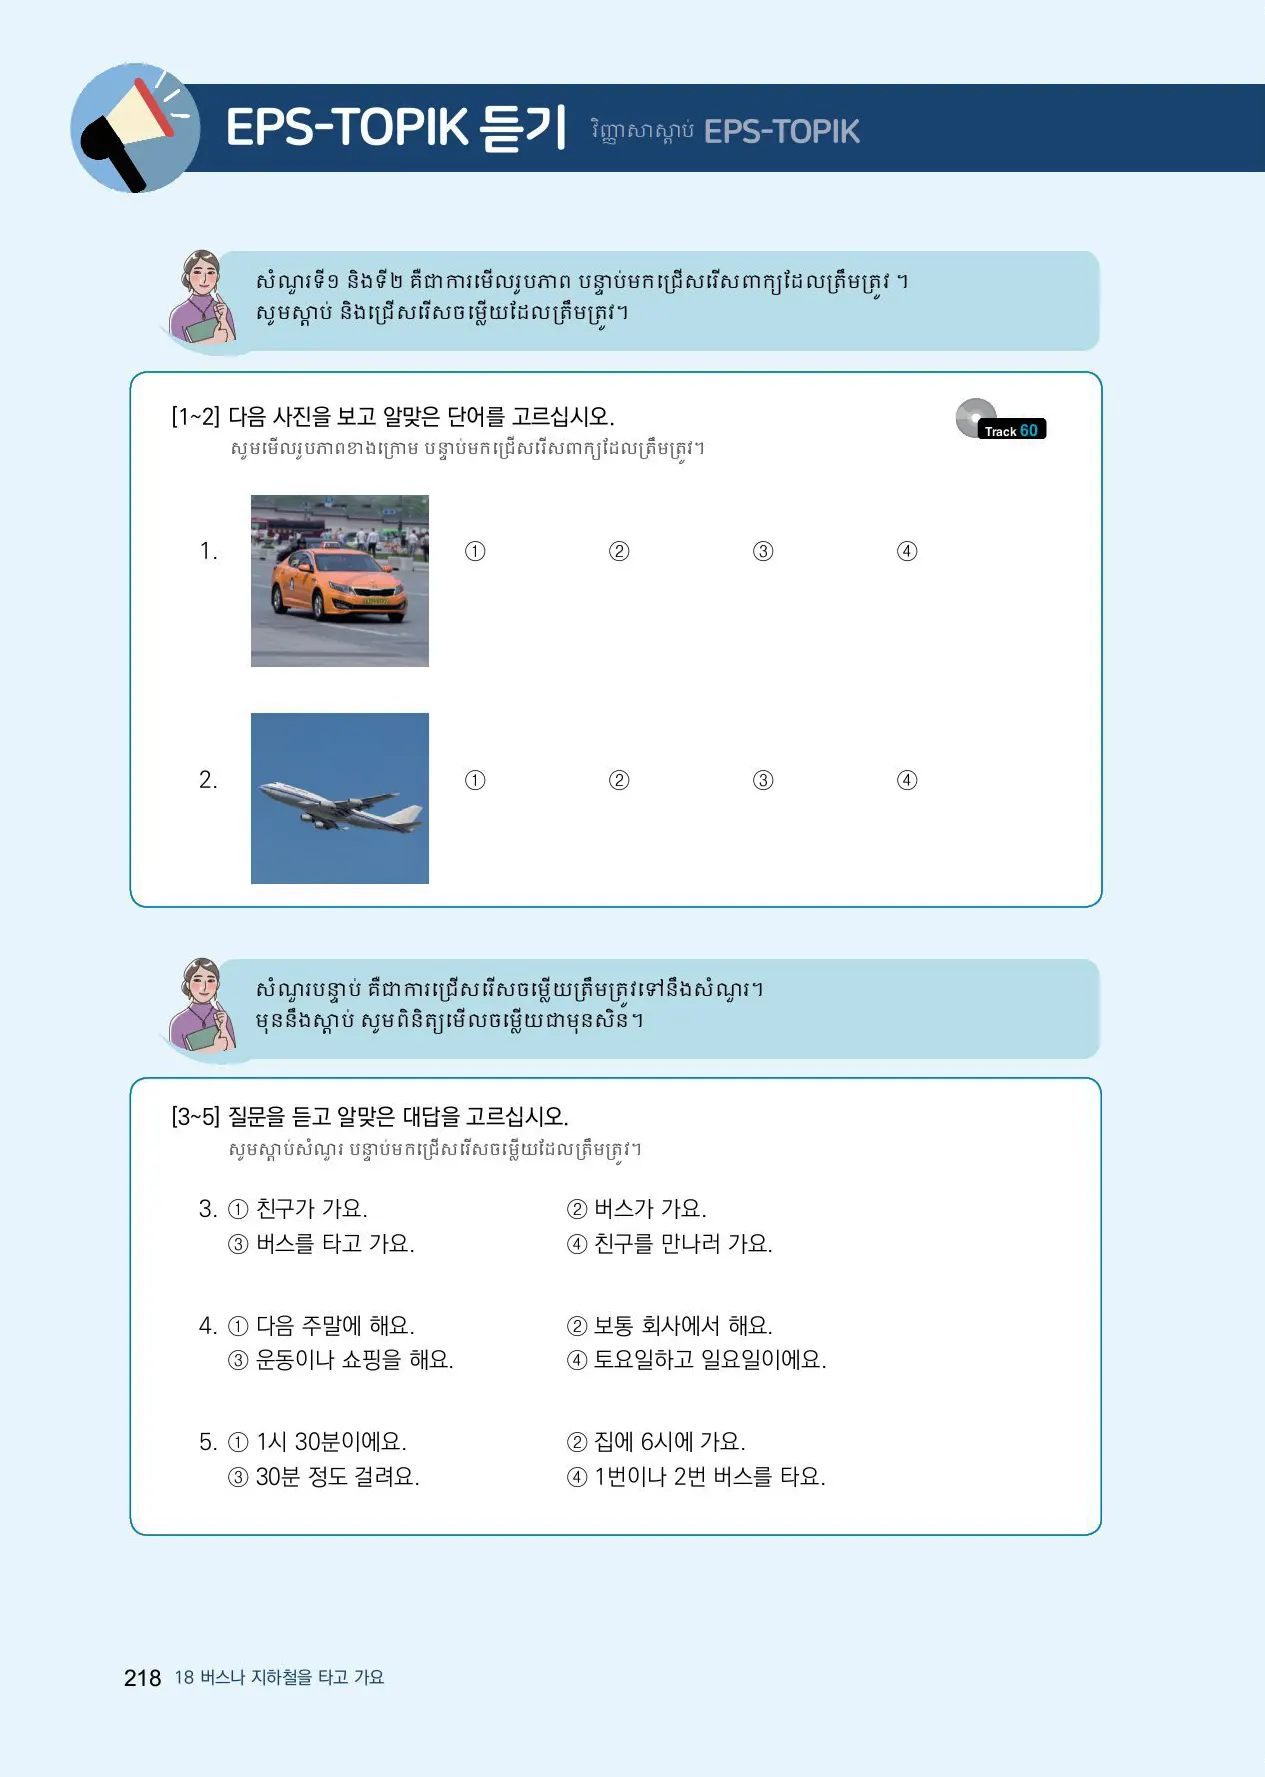 EPS-TOPIK 듣기 វិញ្ញាសាស្តាប់ EPS-TOPIK
សំណួរទី១ និងទី២ គឺជាការមើលរូបភាព បន្ទាប់មកជ្រើសរើសពាក្យដែលត្រឹមត្រូវ ។
សូមស្តាប់ និងជ្រើសរើសចម្លើយដែលត្រឹមត្រូវ។
[1~2] 다음 사진을 보고 알맞은 단어를 고르십시오.
Track 60
សូមមើលរូបភាពខាងក្រោម បន្ទាប់មកជ្រើសរើសពាក្យដែលត្រឹមត្រូវ។
1. ① ② ③ ④
2. ① ② ③ ④
សំណួរបន្ទាប់ គឺជាការជ្រើសរើសចម្លើយត្រឹមត្រូវទៅនឹងសំណួរ។
មុននឹងស្តាប់ សូមពិនិត្យមើលចម្លើយជាមុនសិន។
[3~5] 질문을 듣고 알맞은 대답을 고르십시오.
សូមស្តាប់សំណួរ បន្ទាប់មកជ្រើសរើសចម្លើយដែលត្រឹមត្រូវ។
3. ① 친구가 가요. ② 버스가 가요.
③ 버스를 타고 가요. ④ 친구를 만나러 가요.
4. ① 다음 주말에 해요. ② 보통 회사에서 해요.
③ 운동이나 쇼핑을 해요. ④ 토요일하고 일요일이에요.
5. ① 1시 30분이에요. ② 집에 6시에 가요.
③ 30분 정도 걸려요. ④ 1번이나 2번 버스를 타요.
218 18 버스나 지하철을 타고 가요